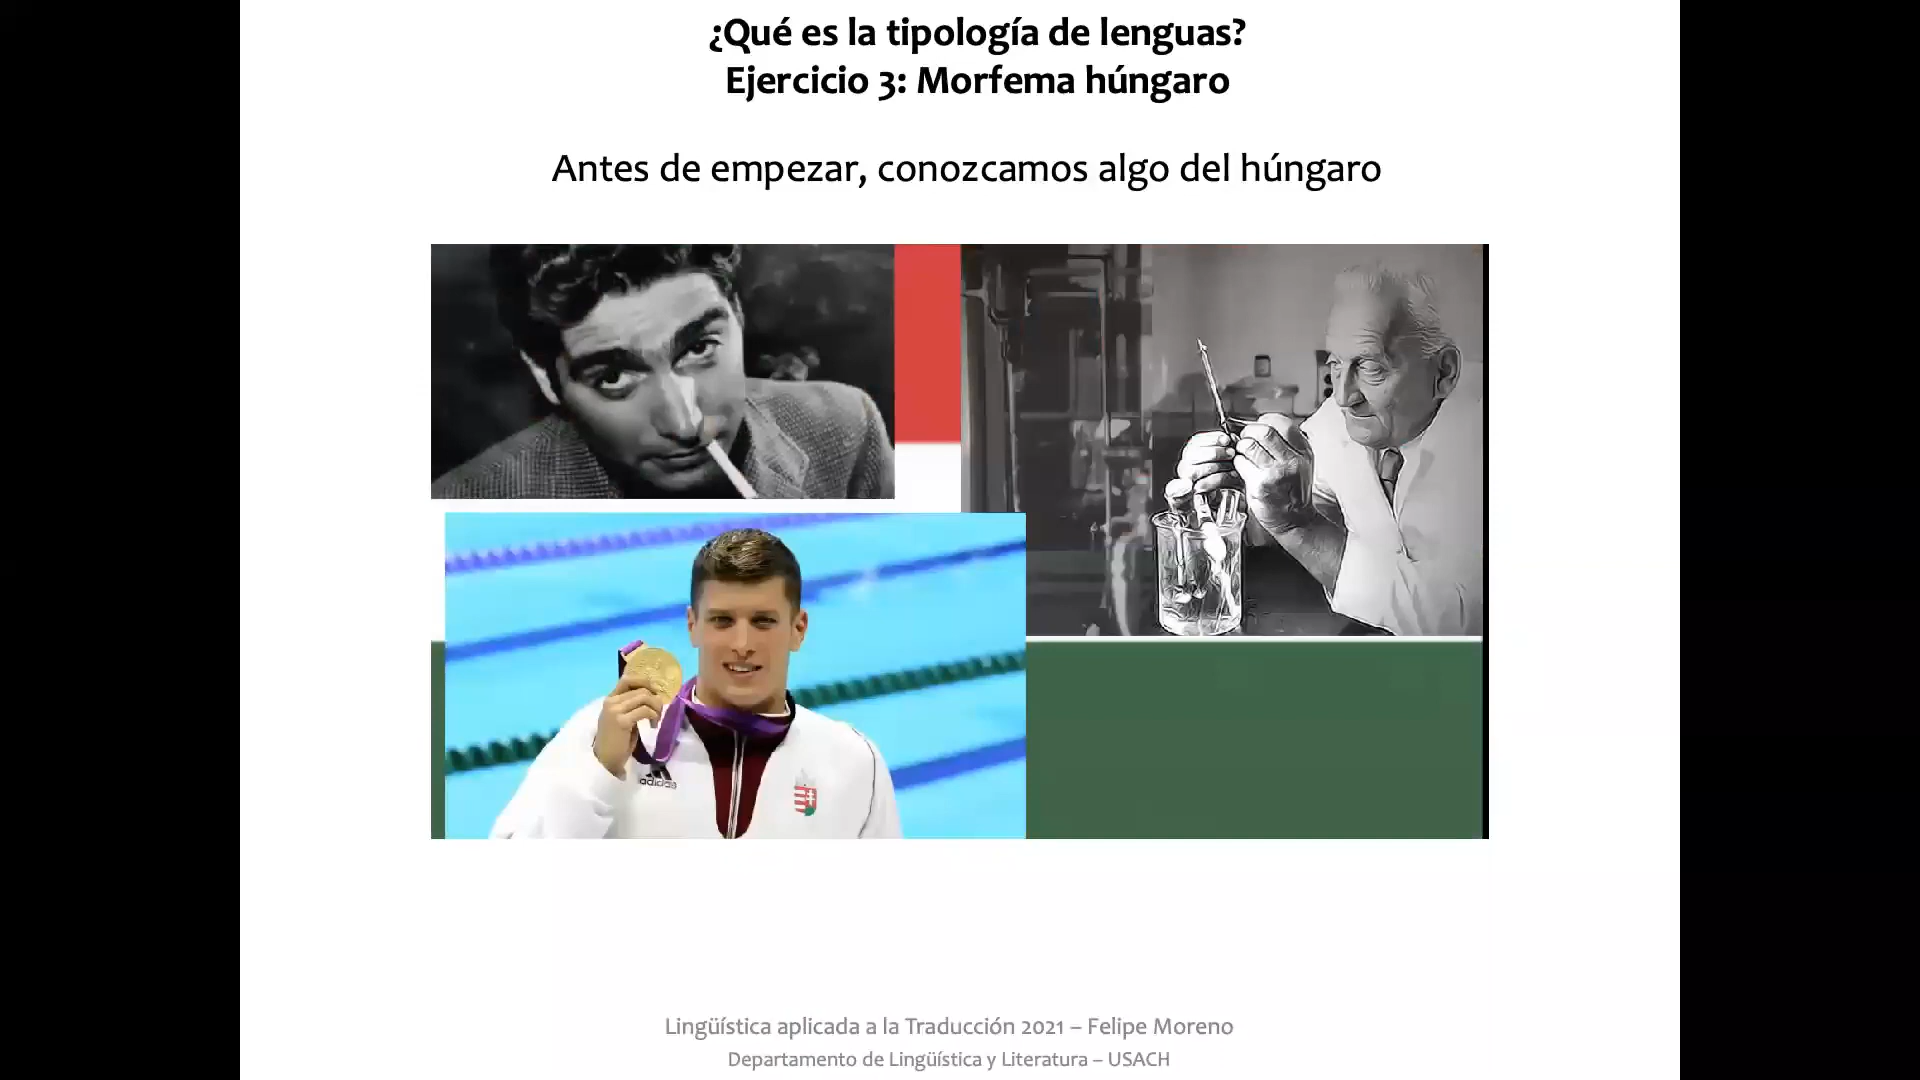 ¿Qué es la tipología de lenguas?
Ejercicio 3: Morfema húngaro
Antes de empezar, conozcamos algo del húngaro
adidas
Lingüística aplicada a la Traducción 2021 – Felipe Moreno
Departamento de Lingüística y Literatura – USACH